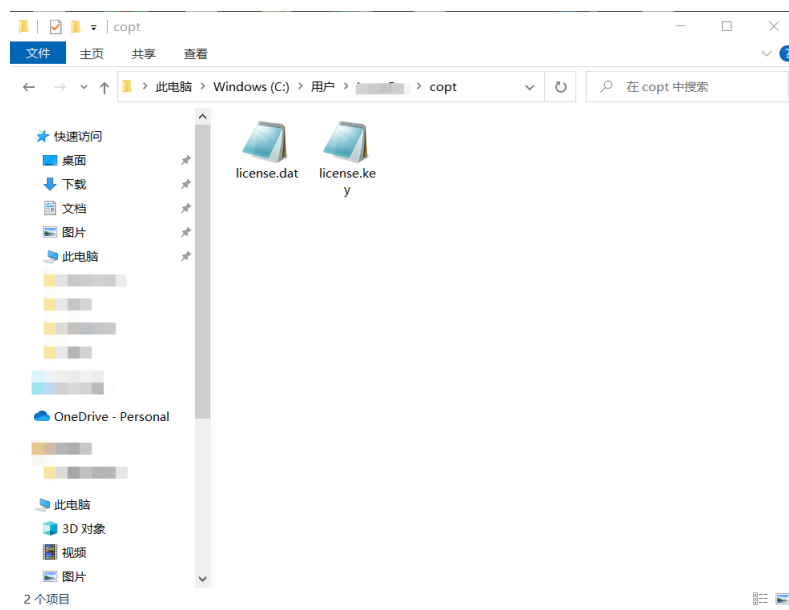 copt
文件 主页 共享 查看
此电脑 Windows (C:) 用户 copt 在 copt 中搜索
快速访问
桌面
下载
文档
图片
此电脑
OneDrive - Personal
此电脑
3D 对象
视频
图片
license.dat
license.ke
y
2 个项目